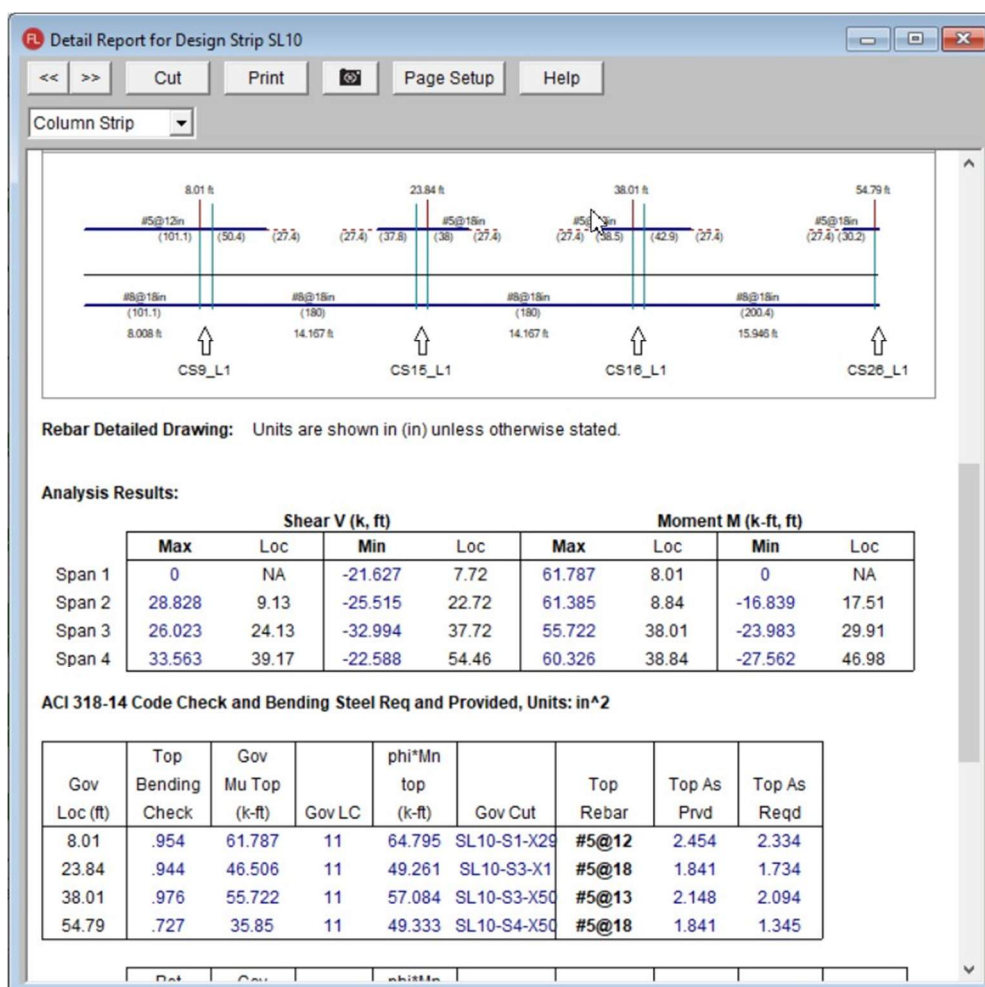 FL Detail Report for Design Strip SL10
<< >> Cut Print Page Setup Help
Column Strip
8.01 ft 23.84 ft 38.01 ft 54.79 ft
#5@12in #5@18in #5@18in
(101.1) (50.4) (27.4) (27.4) (37.8) (38) (27.4) (27.4) (38.5) (42.9) (27.4) (27.4) (30.2)
#8@18in #8@18in #8@18in #8@18in
(101.1) (180) (180) (200.4)
8.008 ft 14.167 ft 14.167 ft 15.946 ft
CS9_L1 CS15_L1 CS16_L1 CS26_L1
Rebar Detailed Drawing: Units are shown in (in) unless otherwise stated.
Analysis Results:
Shear V (k, ft) Moment M (k-ft, ft)
Max Loc Min Loc Max Loc Min Loc
Span 1 0 NA -21.627 7.72 61.787 8.01 0 NA
Span 2 28.828 9.13 -25.515 22.72 61.385 8.84 -16.839 17.51
Span 3 26.023 24.13 -32.994 37.72 55.722 38.01 -23.983 29.91
Span 4 33.563 39.17 -22.588 54.46 60.326 38.84 -27.562 46.98
ACI 318-14 Code Check and Bending Steel Req and Provided, Units: in^2
Top Gov phi*Mn
Gov Bending Mu Top top Top Top As Top As
Loc (ft) Check (k-ft) Gov LC (k-ft) Gov Cut Rebar Prvd Reqd
8.01 .954 61.787 11 64.795 SL10-S1-X29 #5@12 2.454 2.334
23.84 .944 46.506 11 49.261 SL10-S3-X1 #5@18 1.841 1.734
38.01 .976 55.722 11 57.084 SL10-S3-X50 #5@13 2.148 2.094
54.79 .727 35.85 11 49.333 SL10-S4-X50 #5@18 1.841 1.345